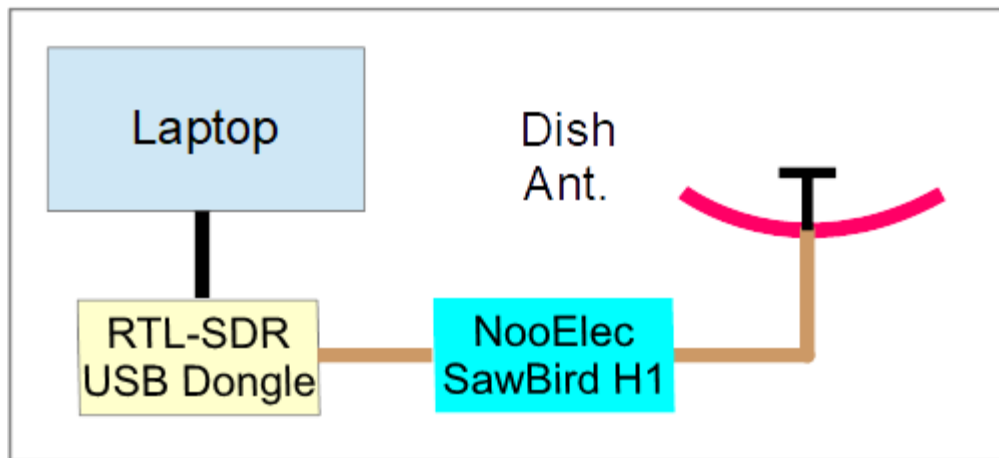 Laptop
Dish
Ant.
RTL-SDR
USB Dongle
NooElec
SawBird H1